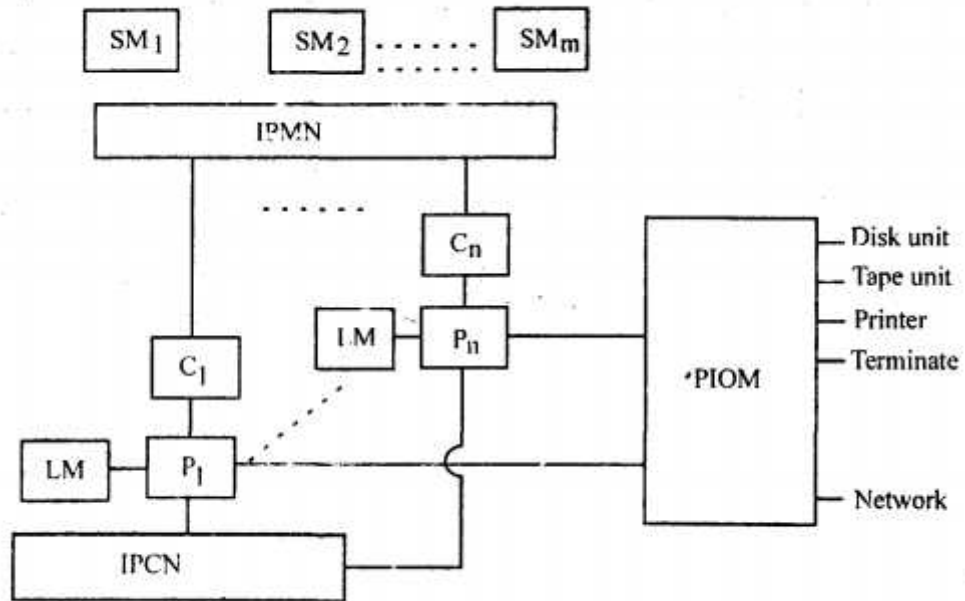 SM1 SM2 ........ SMm
IPMN
........
Cn
Disk unit
Tape unit
LM Pn
Printer
Terminate
C1
PIOM
LM P1
Network
IPCN